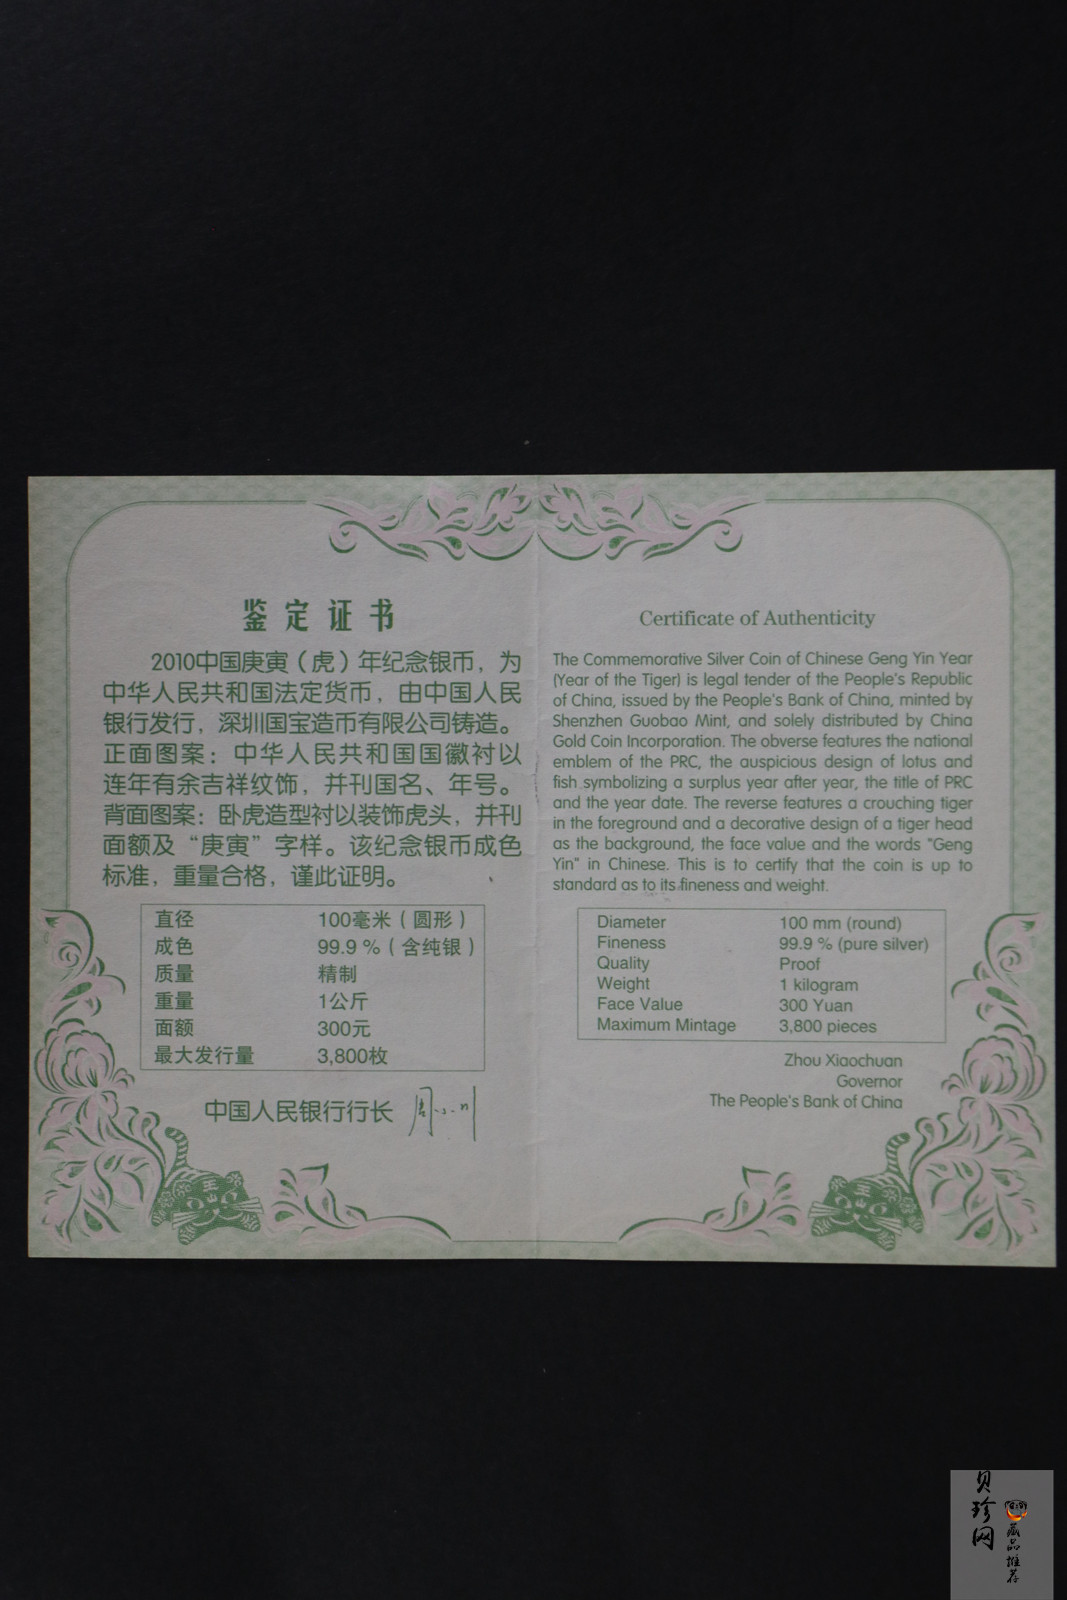 鉴定证书
2010中国庚寅（虎）年纪念银币，为
中华人民共和国法定货币，由中国人民
银行发行，深圳国宝造币有限公司铸造。
正面图案：中华人民共和国国徽衬以
连年有余吉祥纹饰，并刊国名、年号。
背面图案：卧虎造型衬以装饰虎头，并刊
面额及“庚寅”字样。该纪念银币成色
标准，重量合格，谨此证明。
直径 100毫米（圆形）
成色 99.9 %（含纯银）
质量 精制
重量 1公斤
面额 300元
最大发行量 3,800枚
中国人民银行行长 周小川
王
Certificate of Authenticity
The Commemorative Silver Coin of Chinese Geng Yin Year
(Year of the Tiger) is legal tender of the People's Republic
of China, issued by the People's Bank of China, minted by
Shenzhen Guobao Mint, and solely distributed by China
Gold Coin Incorporation. The obverse features the national
emblem of the PRC, the auspicious design of lotus and
fish symbolizing a surplus year after year, the title of PRC
and the year date. The reverse features a crouching tiger
in the foreground and a decorative design of a tiger head
as the background, the face value and the words "Geng
Yin" in Chinese. This is to certify that the coin is up to
standard as to its fineness and weight.
Diameter 100 mm (round)
Fineness 99.9 % (pure silver)
Quality Proof
Weight 1 kilogram
Face Value 300 Yuan
Maximum Mintage 3,800 pieces
Zhou Xiaochuan
Governor
The People's Bank of China
王
贝珍网
藏品推荐